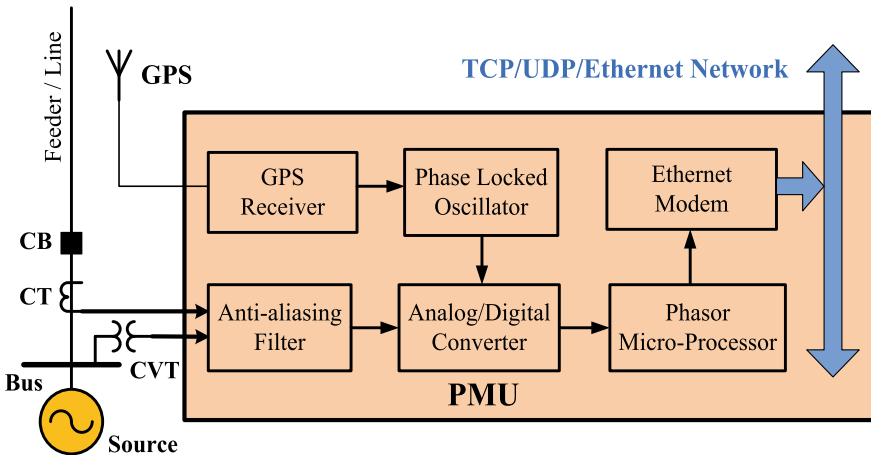 Feeder / Line
GPS
TCP/UDP/Ethernet Network
GPS
Receiver
Phase Locked
Oscillator
Ethernet
Modem
CB
CT
Anti-aliasing
Filter
Analog/Digital
Converter
Phasor
Micro-Processor
CVT
Bus
PMU
Source